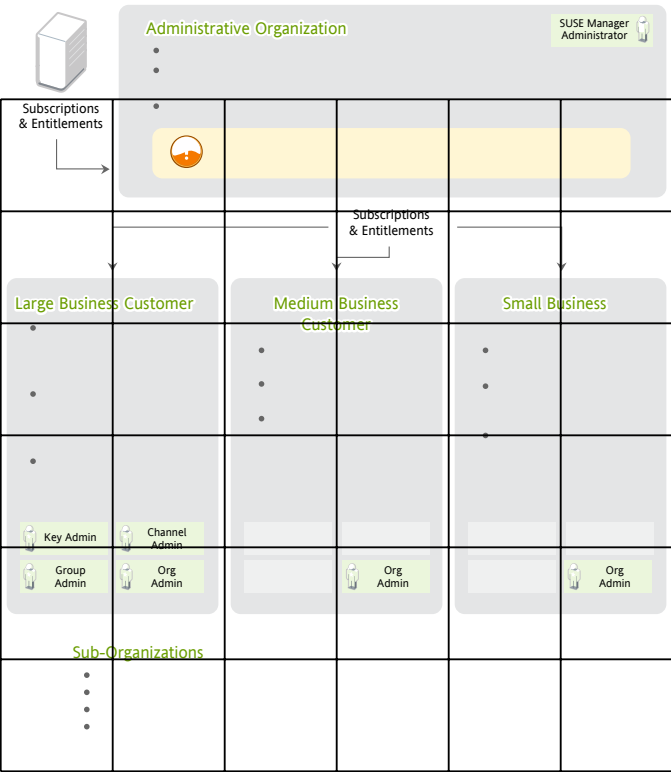 Administrative Organization
SUSE Manager
Administrator
Subscriptions
& Entitlements
Subscriptions
& Entitlements
Large Business Customer
Medium Business
Customer
Small Business
Key Admin
Channel
Admin
Group
Admin
Org
Admin
Org
Admin
Org
Admin
Sub-Organizations